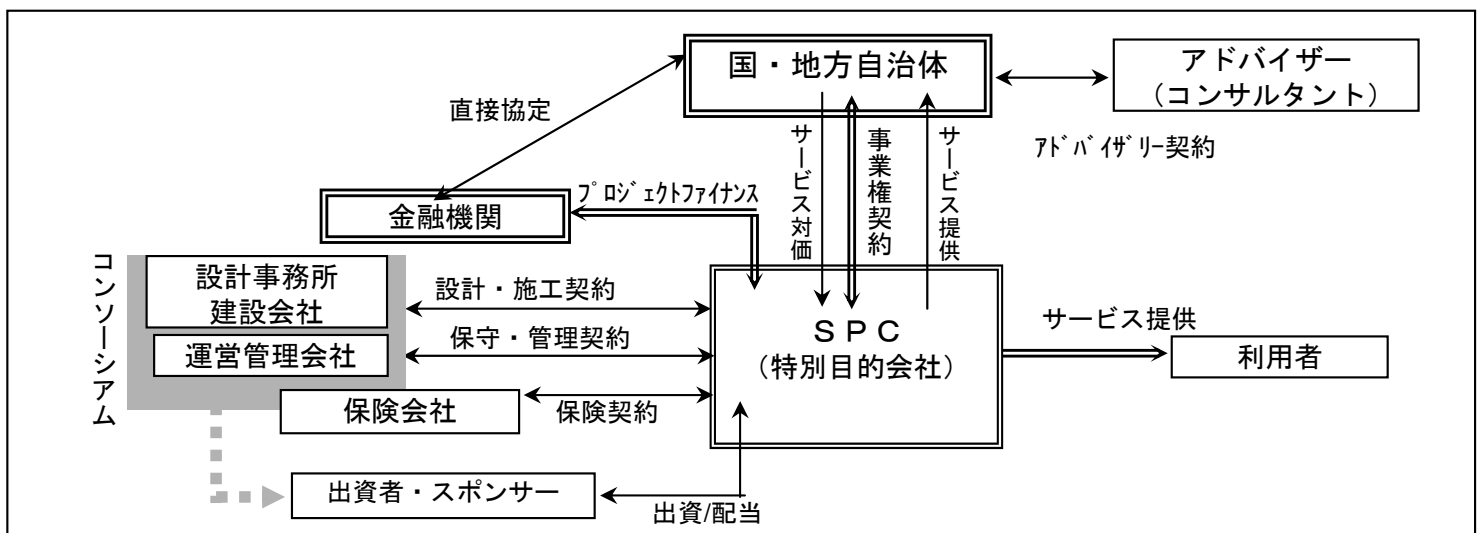 国・地方自治体
アドバイザー
（コンサルタント）
直接協定
ｱﾄﾞﾊﾞｲｻﾞﾘｰ契約
サービス対価
事業権契約
サービス提供
ﾌﾟﾛｼﾞｪｸﾄﾌｧｲﾅﾝｽ
金融機関
コンソーシアム
設計事務所
建設会社
設計・施工契約
運営管理会社
保守・管理契約
ＳＰＣ
（特別目的会社）
サービス提供
利用者
保険会社
保険契約
出資者・スポンサー
出資/配当